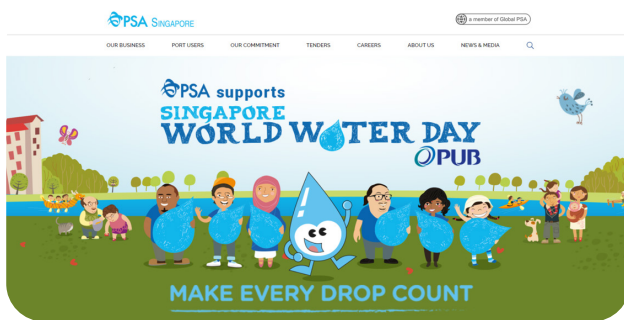 PSA SINGAPORE
a member of Global PSA
OUR BUSINESS PORT USERS OUR COMMITMENT TENDERS CAREERS ABOUT US NEWS & MEDIA
PSA supports
SINGAPORE
WORLD WATER DAY
PUB
MAKE EVERY DROP COUNT